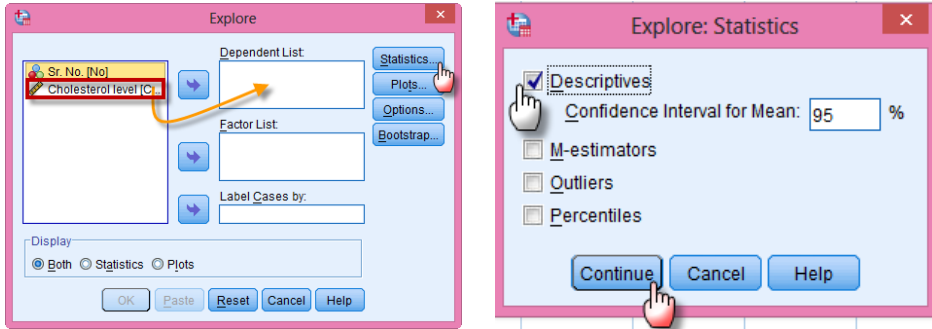 Explore
Dependent List:
Sr. No. [No]
Cholesterol level [C...
Statistics...
Plots...
Options...
Bootstrap...
Factor List:
Label Cases by:
Display
Both Statistics Plots
OK Paste Reset Cancel Help
Explore: Statistics
Descriptives
Confidence Interval for Mean: 95 %
M-estimators
Outliers
Percentiles
Continue Cancel Help